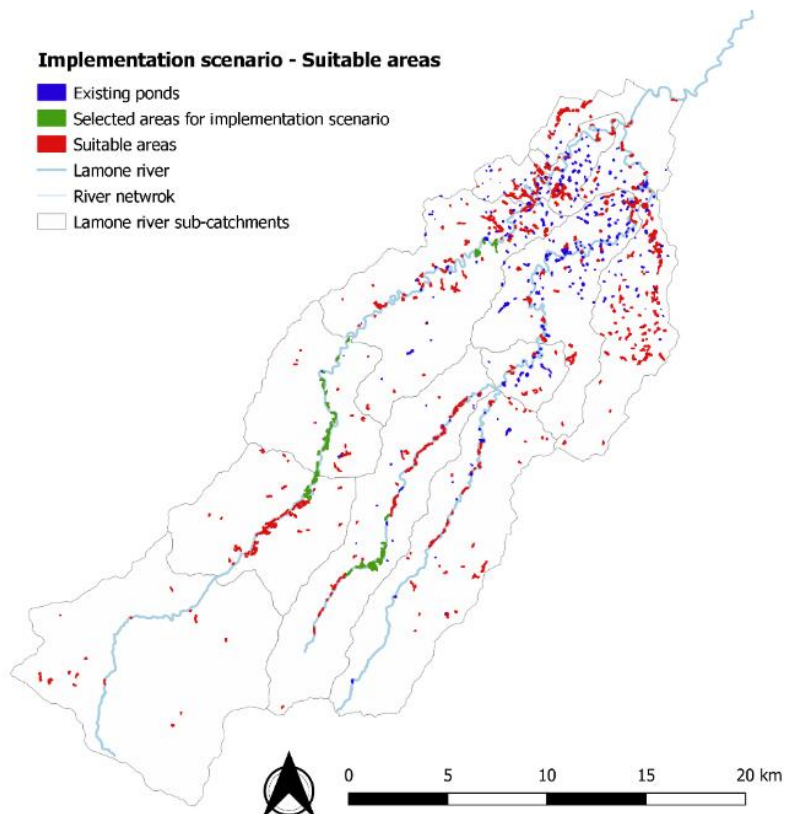 Implementation scenario - Suitable areas
Existing ponds
Selected areas for implementation scenario
Suitable areas
Lamone river
River netwrok
Lamone river sub-catchments
0 5 10 15 20 km